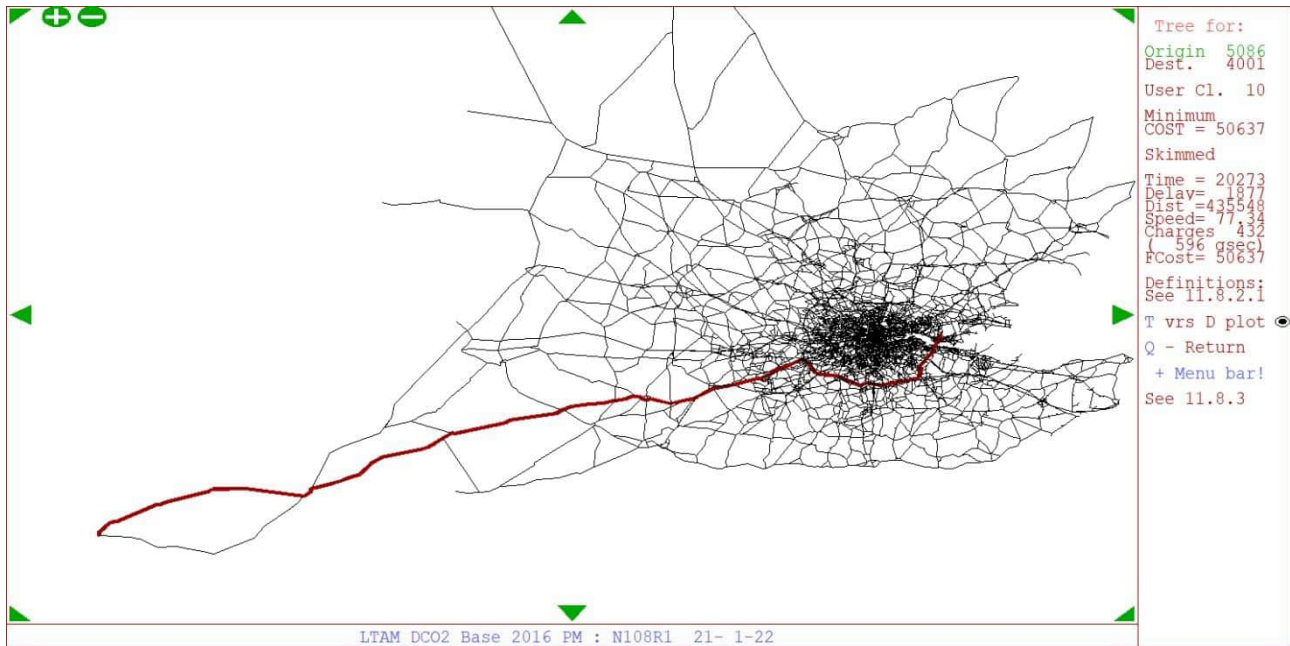 Tree for:
Origin 5086
Dest. 4001
User Cl. 10
Minimum
COST = 50637
Skimmed
Time = 20273
Delay= 1877
Dist =435548
Speed= 77.34
Charges 432
( 596 gsec)
FCost= 50637
Definitions:
See 11.8.2.1
T vrs D plot
Q - Return
+ Menu bar!
See 11.8.3
LTAM DCO2 Base 2016 PM : N108R1 21- 1-22